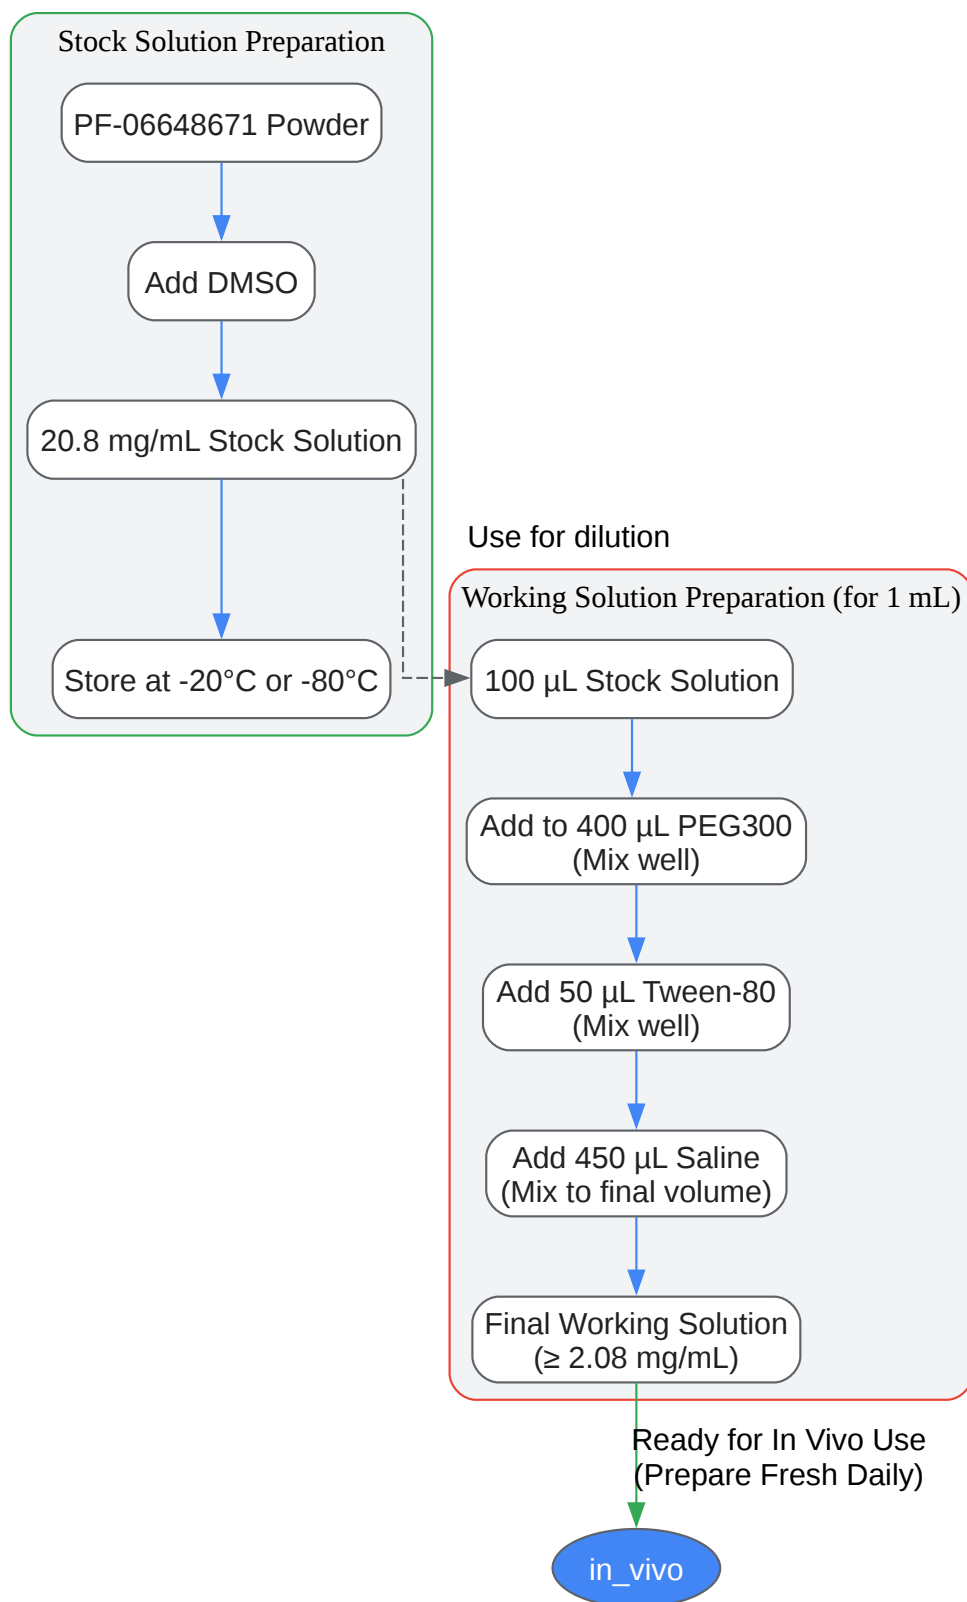 Stock Solution Preparation
PF-06648671 Powder
Add DMSO
20.8 mg/mL Stock Solution
Store at -20°C or -80°C
Use for dilution
Working Solution Preparation (for 1 mL)
100 µL Stock Solution
Add to 400 µL PEG300
(Mix well)
Add 50 µL Tween-80
(Mix well)
Add 450 µL Saline
(Mix to final volume)
Final Working Solution
(≥ 2.08 mg/mL)
Ready for In Vivo Use
(Prepare Fresh Daily)
in_vivo